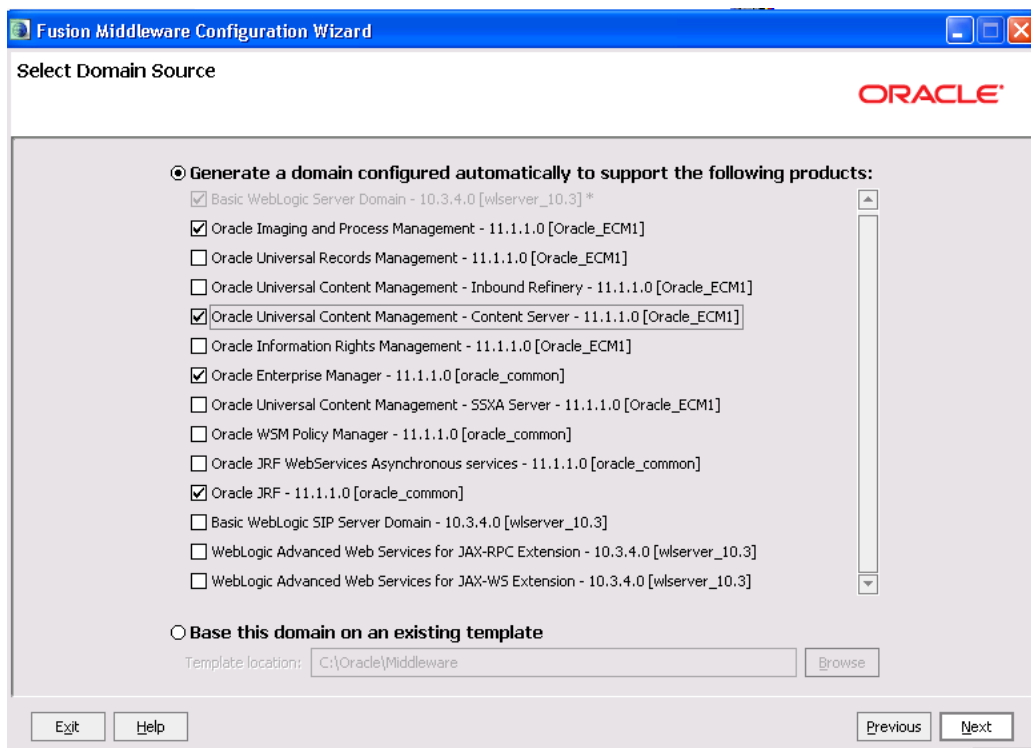 Fusion Middleware Configuration Wizard
Select Domain Source
ORACLE
Generate a domain configured automatically to support the following products:
Basic WebLogic Server Domain - 10.3.4.0 [wlserver_10.3] *
Oracle Imaging and Process Management - 11.1.1.0 [Oracle_ECM1]
Oracle Universal Records Management - 11.1.1.0 [Oracle_ECM1]
Oracle Universal Content Management - Inbound Refinery - 11.1.1.0 [Oracle_ECM1]
Oracle Universal Content Management - Content Server - 11.1.1.0 [Oracle_ECM1]
Oracle Information Rights Management - 11.1.1.0 [Oracle_ECM1]
Oracle Enterprise Manager - 11.1.1.0 [oracle_common]
Oracle Universal Content Management - SSXA Server - 11.1.1.0 [Oracle_ECM1]
Oracle WSM Policy Manager - 11.1.1.0 [oracle_common]
Oracle JRF WebServices Asynchronous services - 11.1.1.0 [oracle_common]
Oracle JRF - 11.1.1.0 [oracle_common]
Basic WebLogic SIP Server Domain - 10.3.4.0 [wlserver_10.3]
WebLogic Advanced Web Services for JAX-RPC Extension - 10.3.4.0 [wlserver_10.3]
WebLogic Advanced Web Services for JAX-WS Extension - 10.3.4.0 [wlserver_10.3]
Base this domain on an existing template
Template location: C:\Oracle\Middleware Browse
Exit Help Previous Next